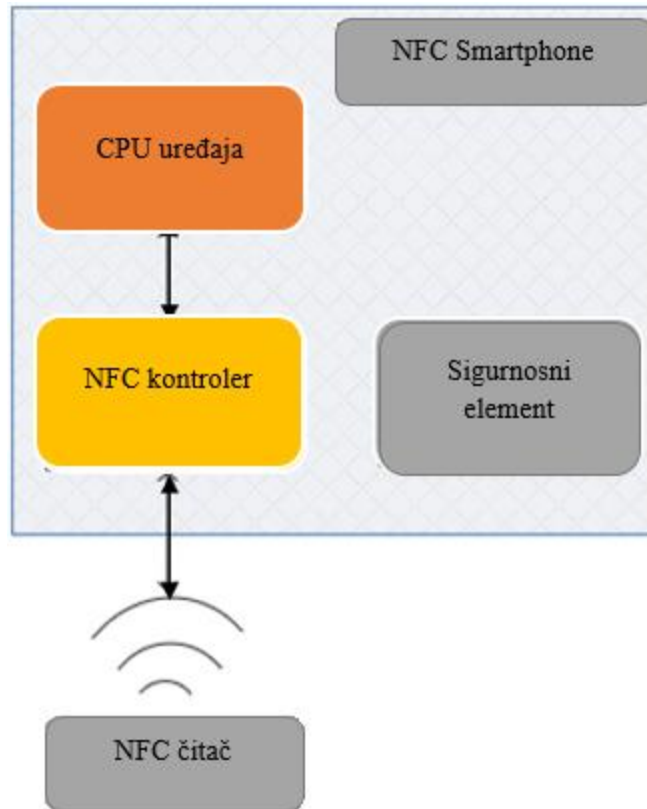 NFC Smartphone
CPU uređaja
NFC kontroler
Sigurnosni
element
NFC čitač